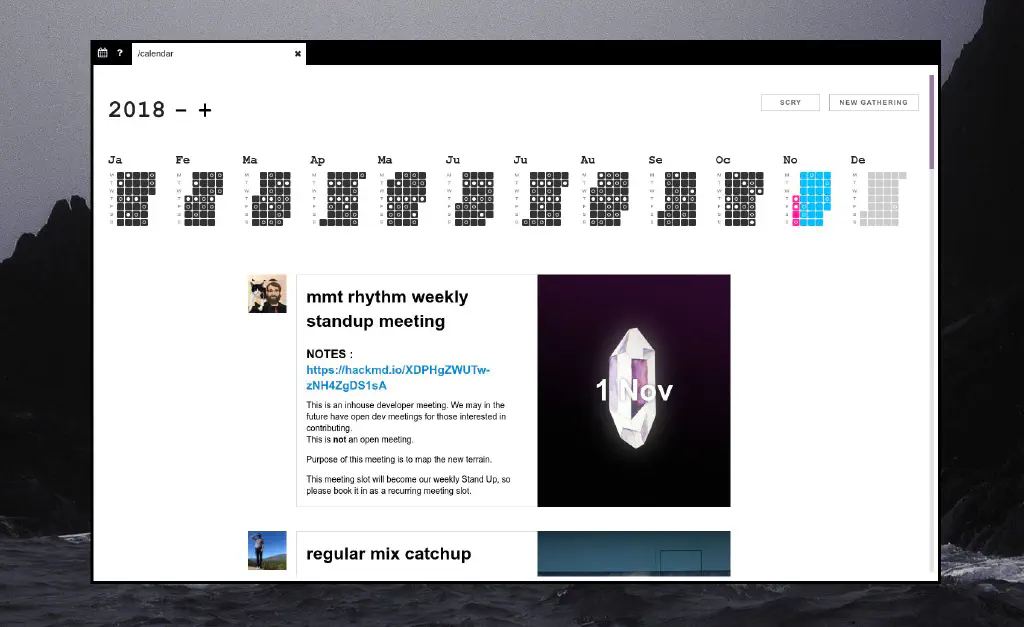 ?
/calendar
2018 - +
SCRY
NEW GATHERING
Ja Fe Ma Ap Ma Ju Ju Au Se Oc No De
mmt rhythm weekly
standup meeting
NOTES :
https://hackmd.io/XDPHgZWUTw-
zNH4ZgDS1sA
This is an inhouse developer meeting. We may in the
future have open dev meetings for those interested in
contributing.
This is not an open meeting.
Purpose of this meeting is to map the new terrain.
This meeting slot will become our weekly Stand Up, so
please book it in as a recurring meeting slot.
1 Nov
regular mix catchup